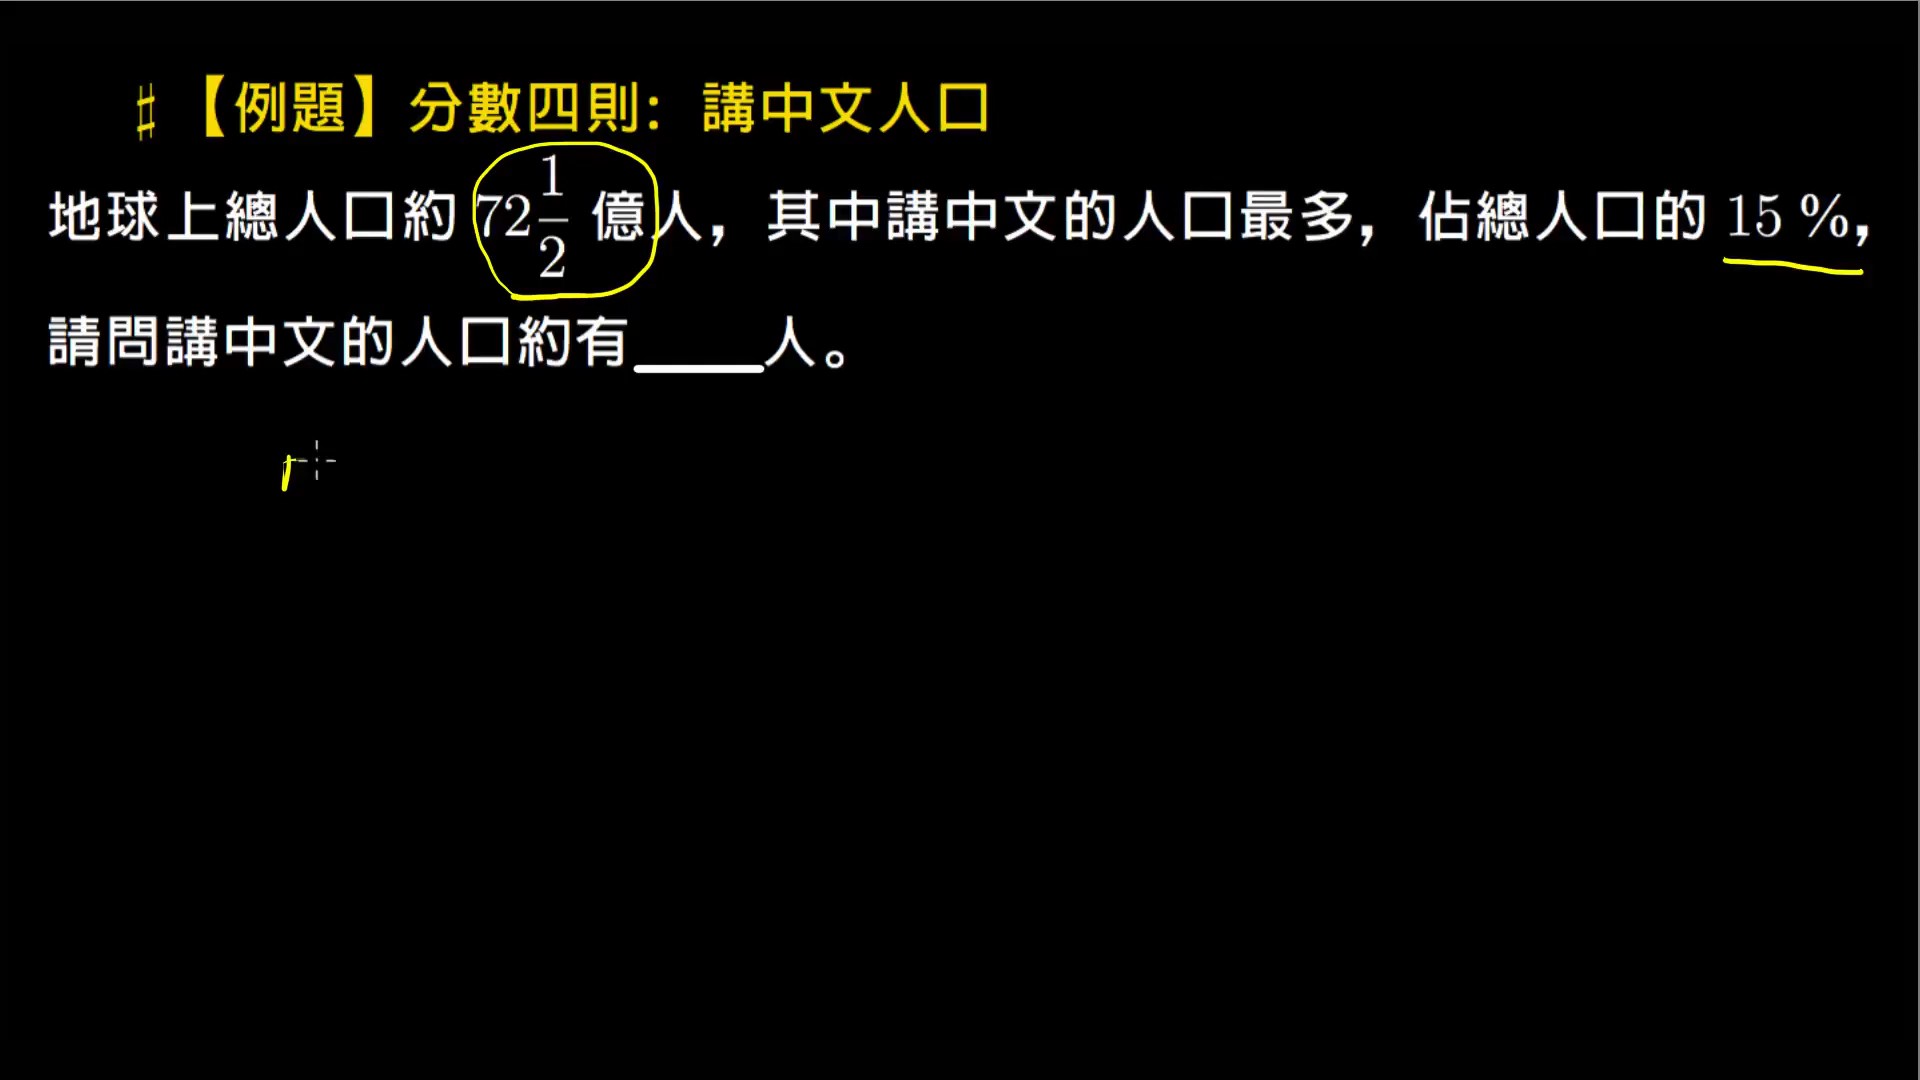 ♯【例題】分數四則：講中文人口
地球上總人口約 72 1/2 億人，其中講中文的人口最多，佔總人口的 15 %，
請問講中文的人口約有____人。